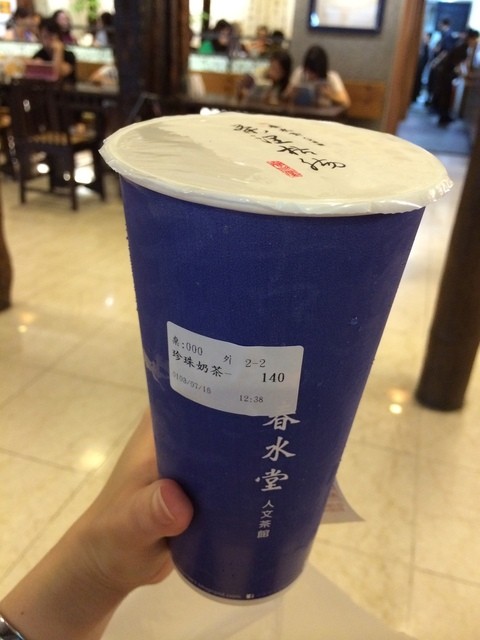 桌:000 外 2-2
珍珠奶茶- 140
12:38
春水堂
人文茶館